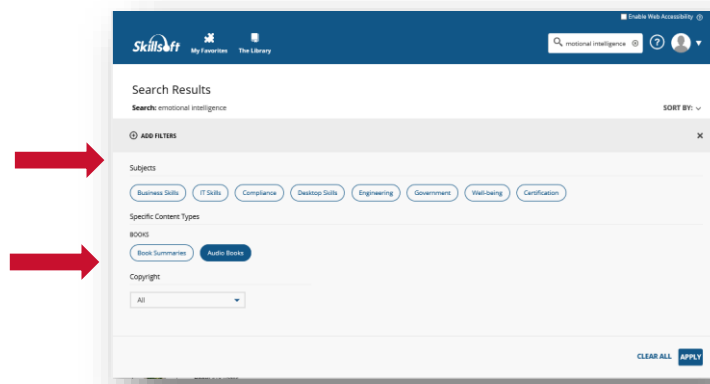 Enable Web Accessibility
Skillsoft My Favorites The Library
motional intelligence
Search Results
Search: emotional intelligence
SORT BY:
ADD FILTERS
Subjects
Business Skills IT Skills Compliance Desktop Skills Engineering Government Well-being Certification
Specific Content Types
BOOKS
Book Summaries Audio Books
Copyright
All
CLEAR ALL APPLY